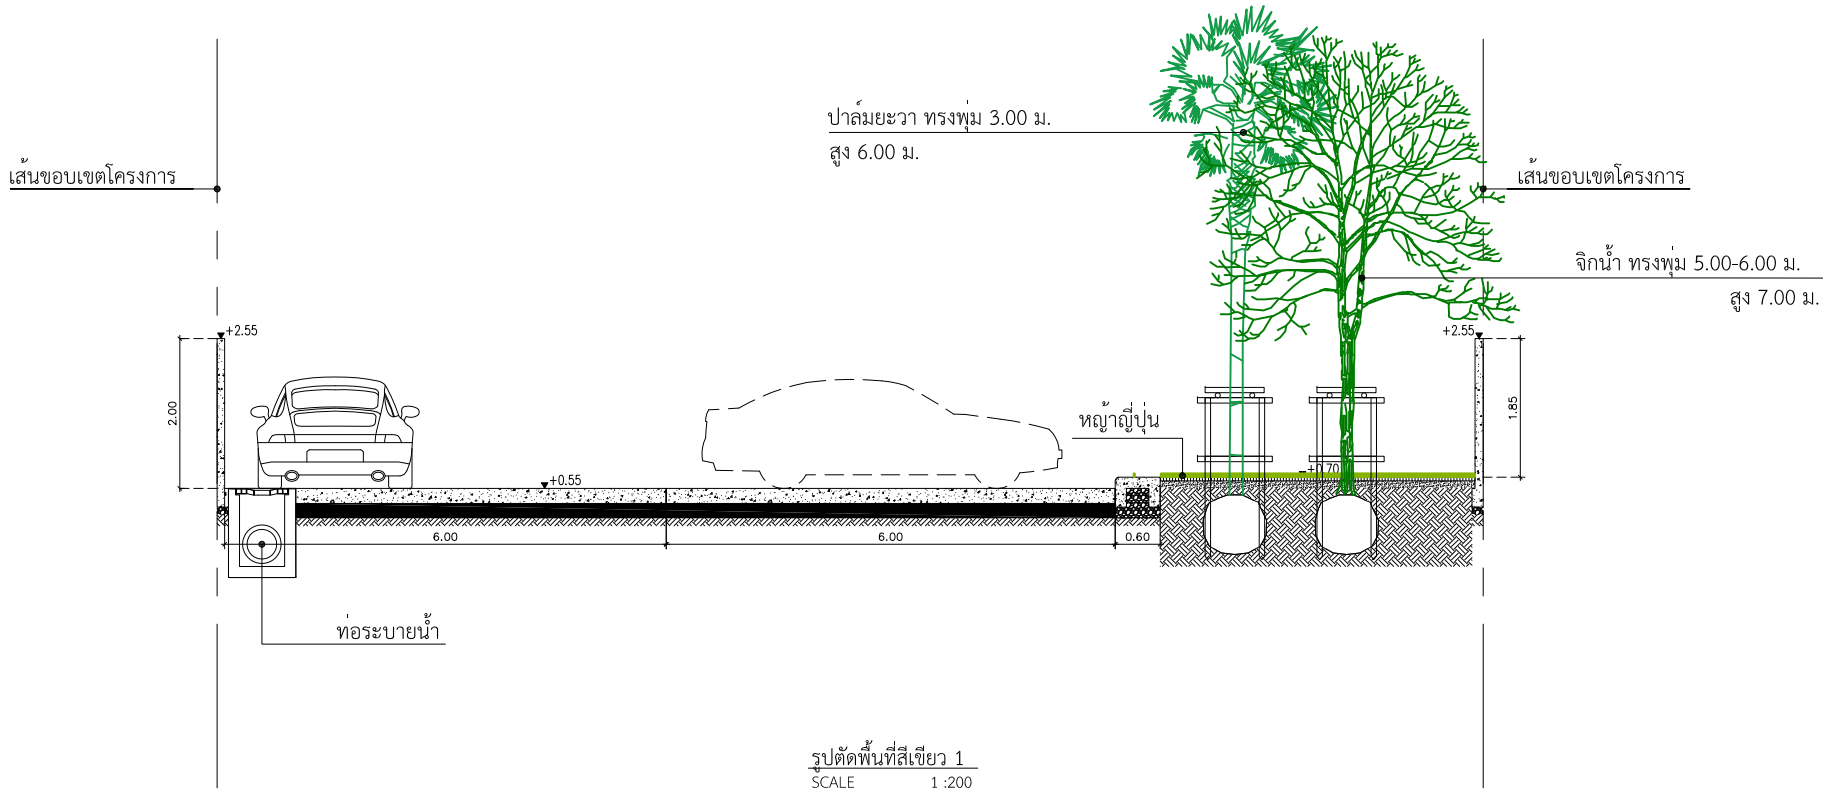 ปาล์มยะวา ทรงพุ่ม 3.00 ม.
สูง 6.00 ม.
เส้นขอบเขตโครงการ
เส้นขอบเขตโครงการ
จิกน้ำ ทรงพุ่ม 5.00-6.00 ม.
สูง 7.00 ม.
+2.55
+2.55
2.00
1.85
หญ้าญี่ปุ่น
+0.70
+0.55
6.00
6.00
0.60
ท่อระบายน้ำ
รูปตัดพื้นที่สีเขียว 1
SCALE 1 :200